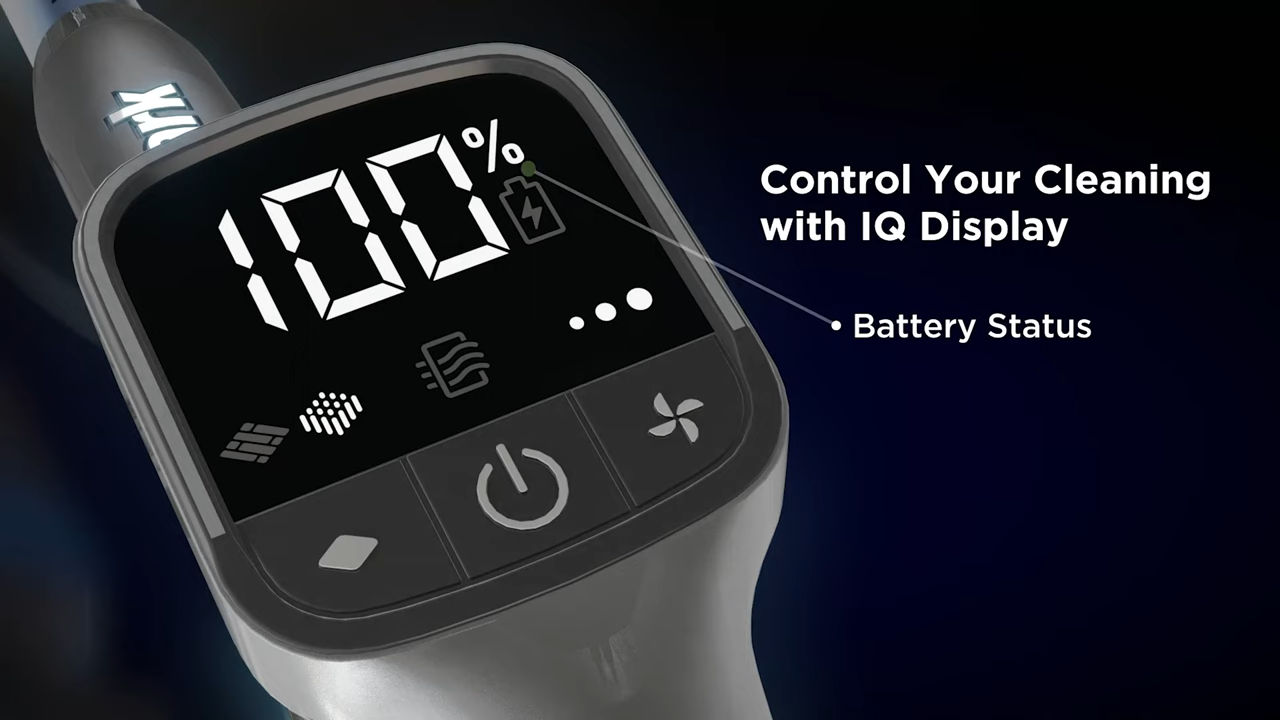 100%
Control Your Cleaning
with IQ Display
• Battery Status